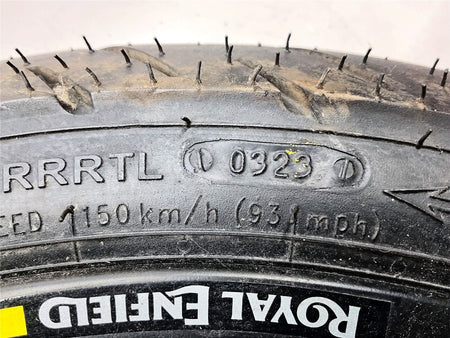 RRRTL 0323
EED 150 km/h (93 mph)
ROYAL ENFIELD